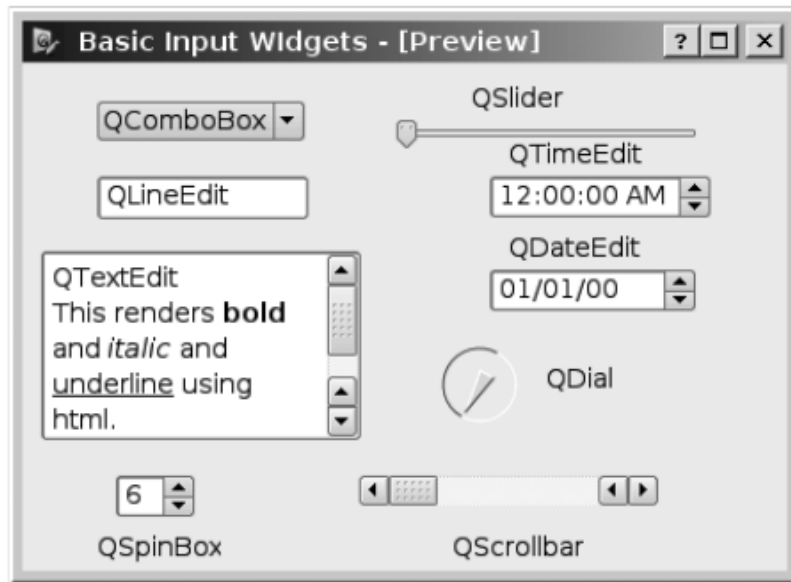 Basic Input WIdgets - [Preview]
?
QComboBox
QSlider
QLineEdit
QTimeEdit
12:00:00 AM
QTextEdit
This renders bold
and italic and
underline using
html.
QDateEdit
01/01/00
QDial
6
QSpinBox
QScrollbar